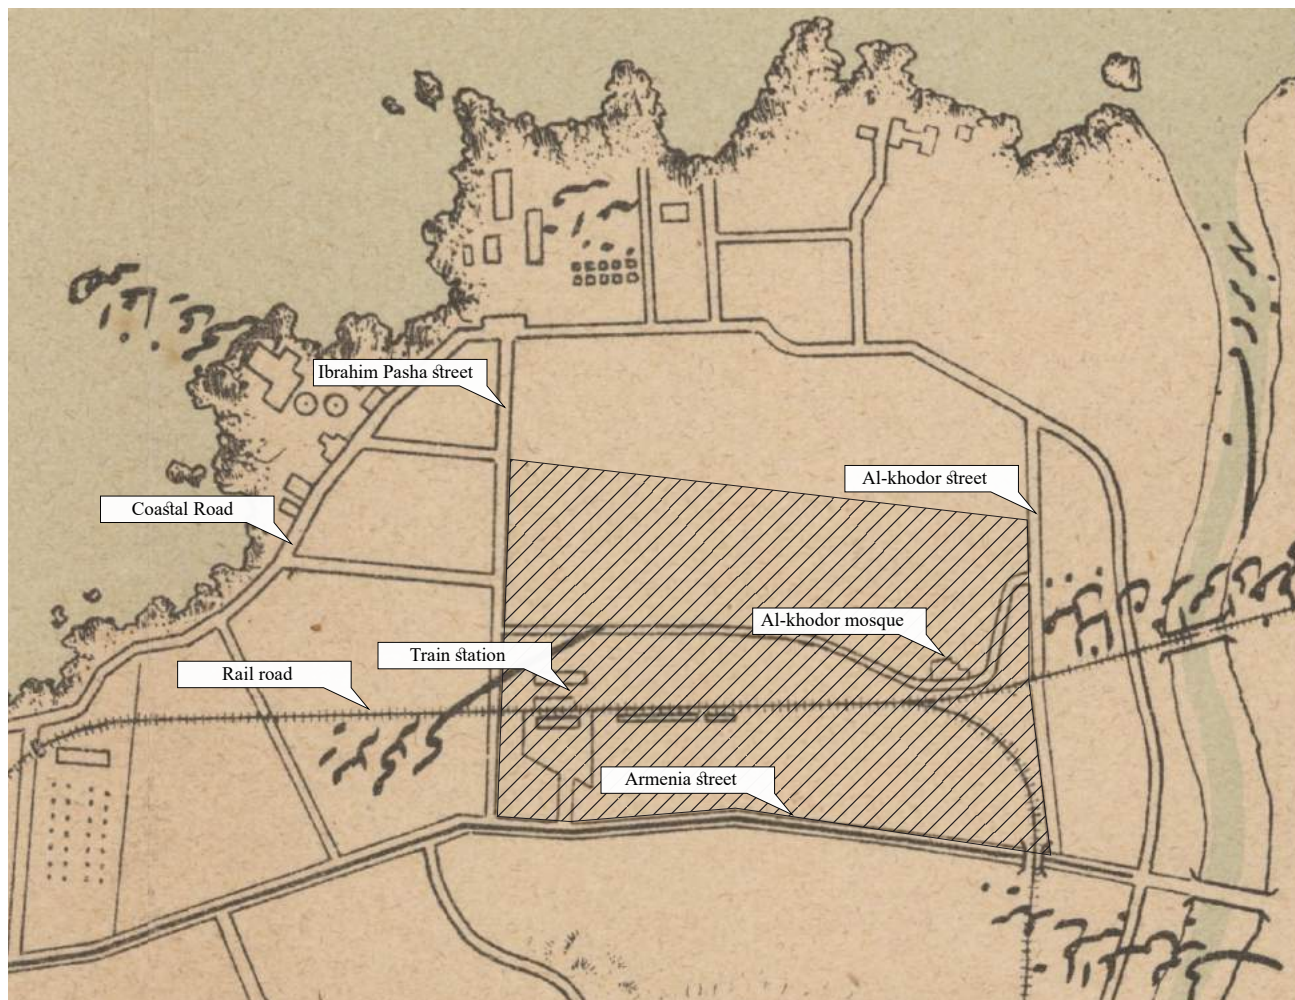 Ibrahim Pasha street
Al-khodor street
Coastal Road
Al-khodor mosque
Train station
Rail road
Armenia street